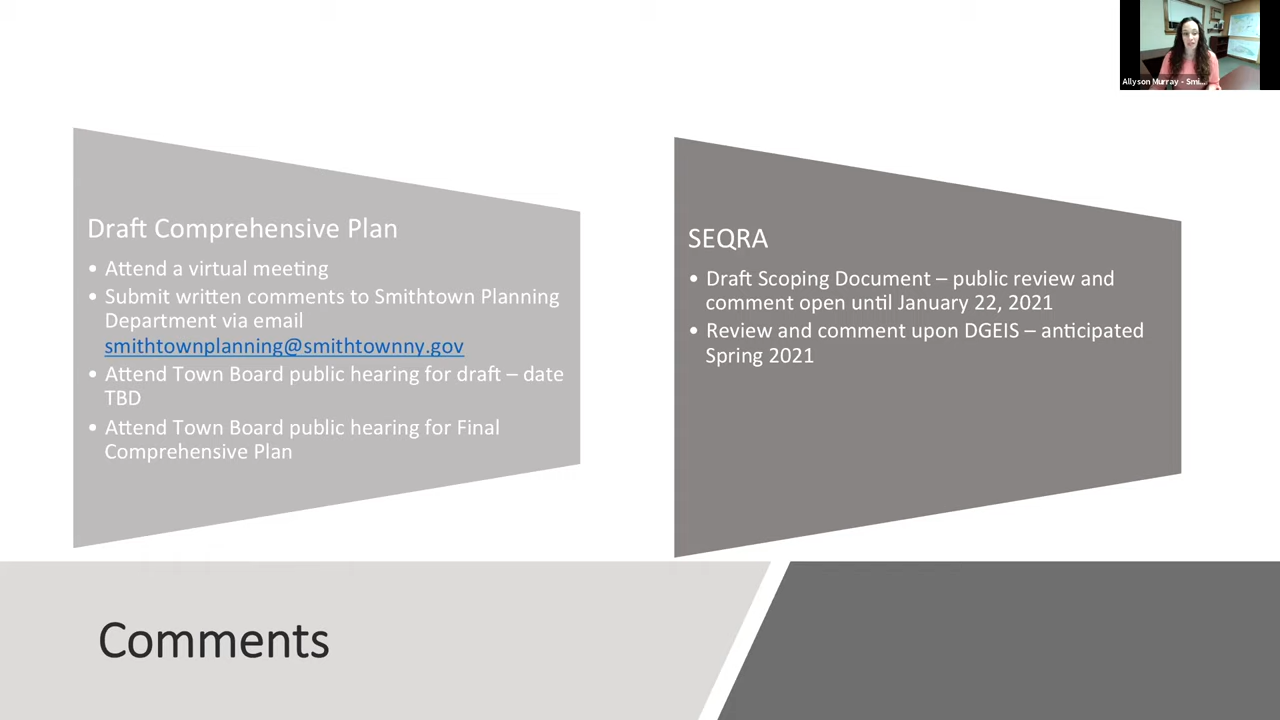 Allyson Murray - Smi...
Draft Comprehensive Plan
• Attend a virtual meeting
• Submit written comments to Smithtown Planning
Department via email
smithtownplanning@smithtownny.gov
• Attend Town Board public hearing for draft – date
TBD
• Attend Town Board public hearing for Final
Comprehensive Plan
SEQRA
• Draft Scoping Document – public review and
comment open until January 22, 2021
• Review and comment upon DGEIS – anticipated
Spring 2021
Comments